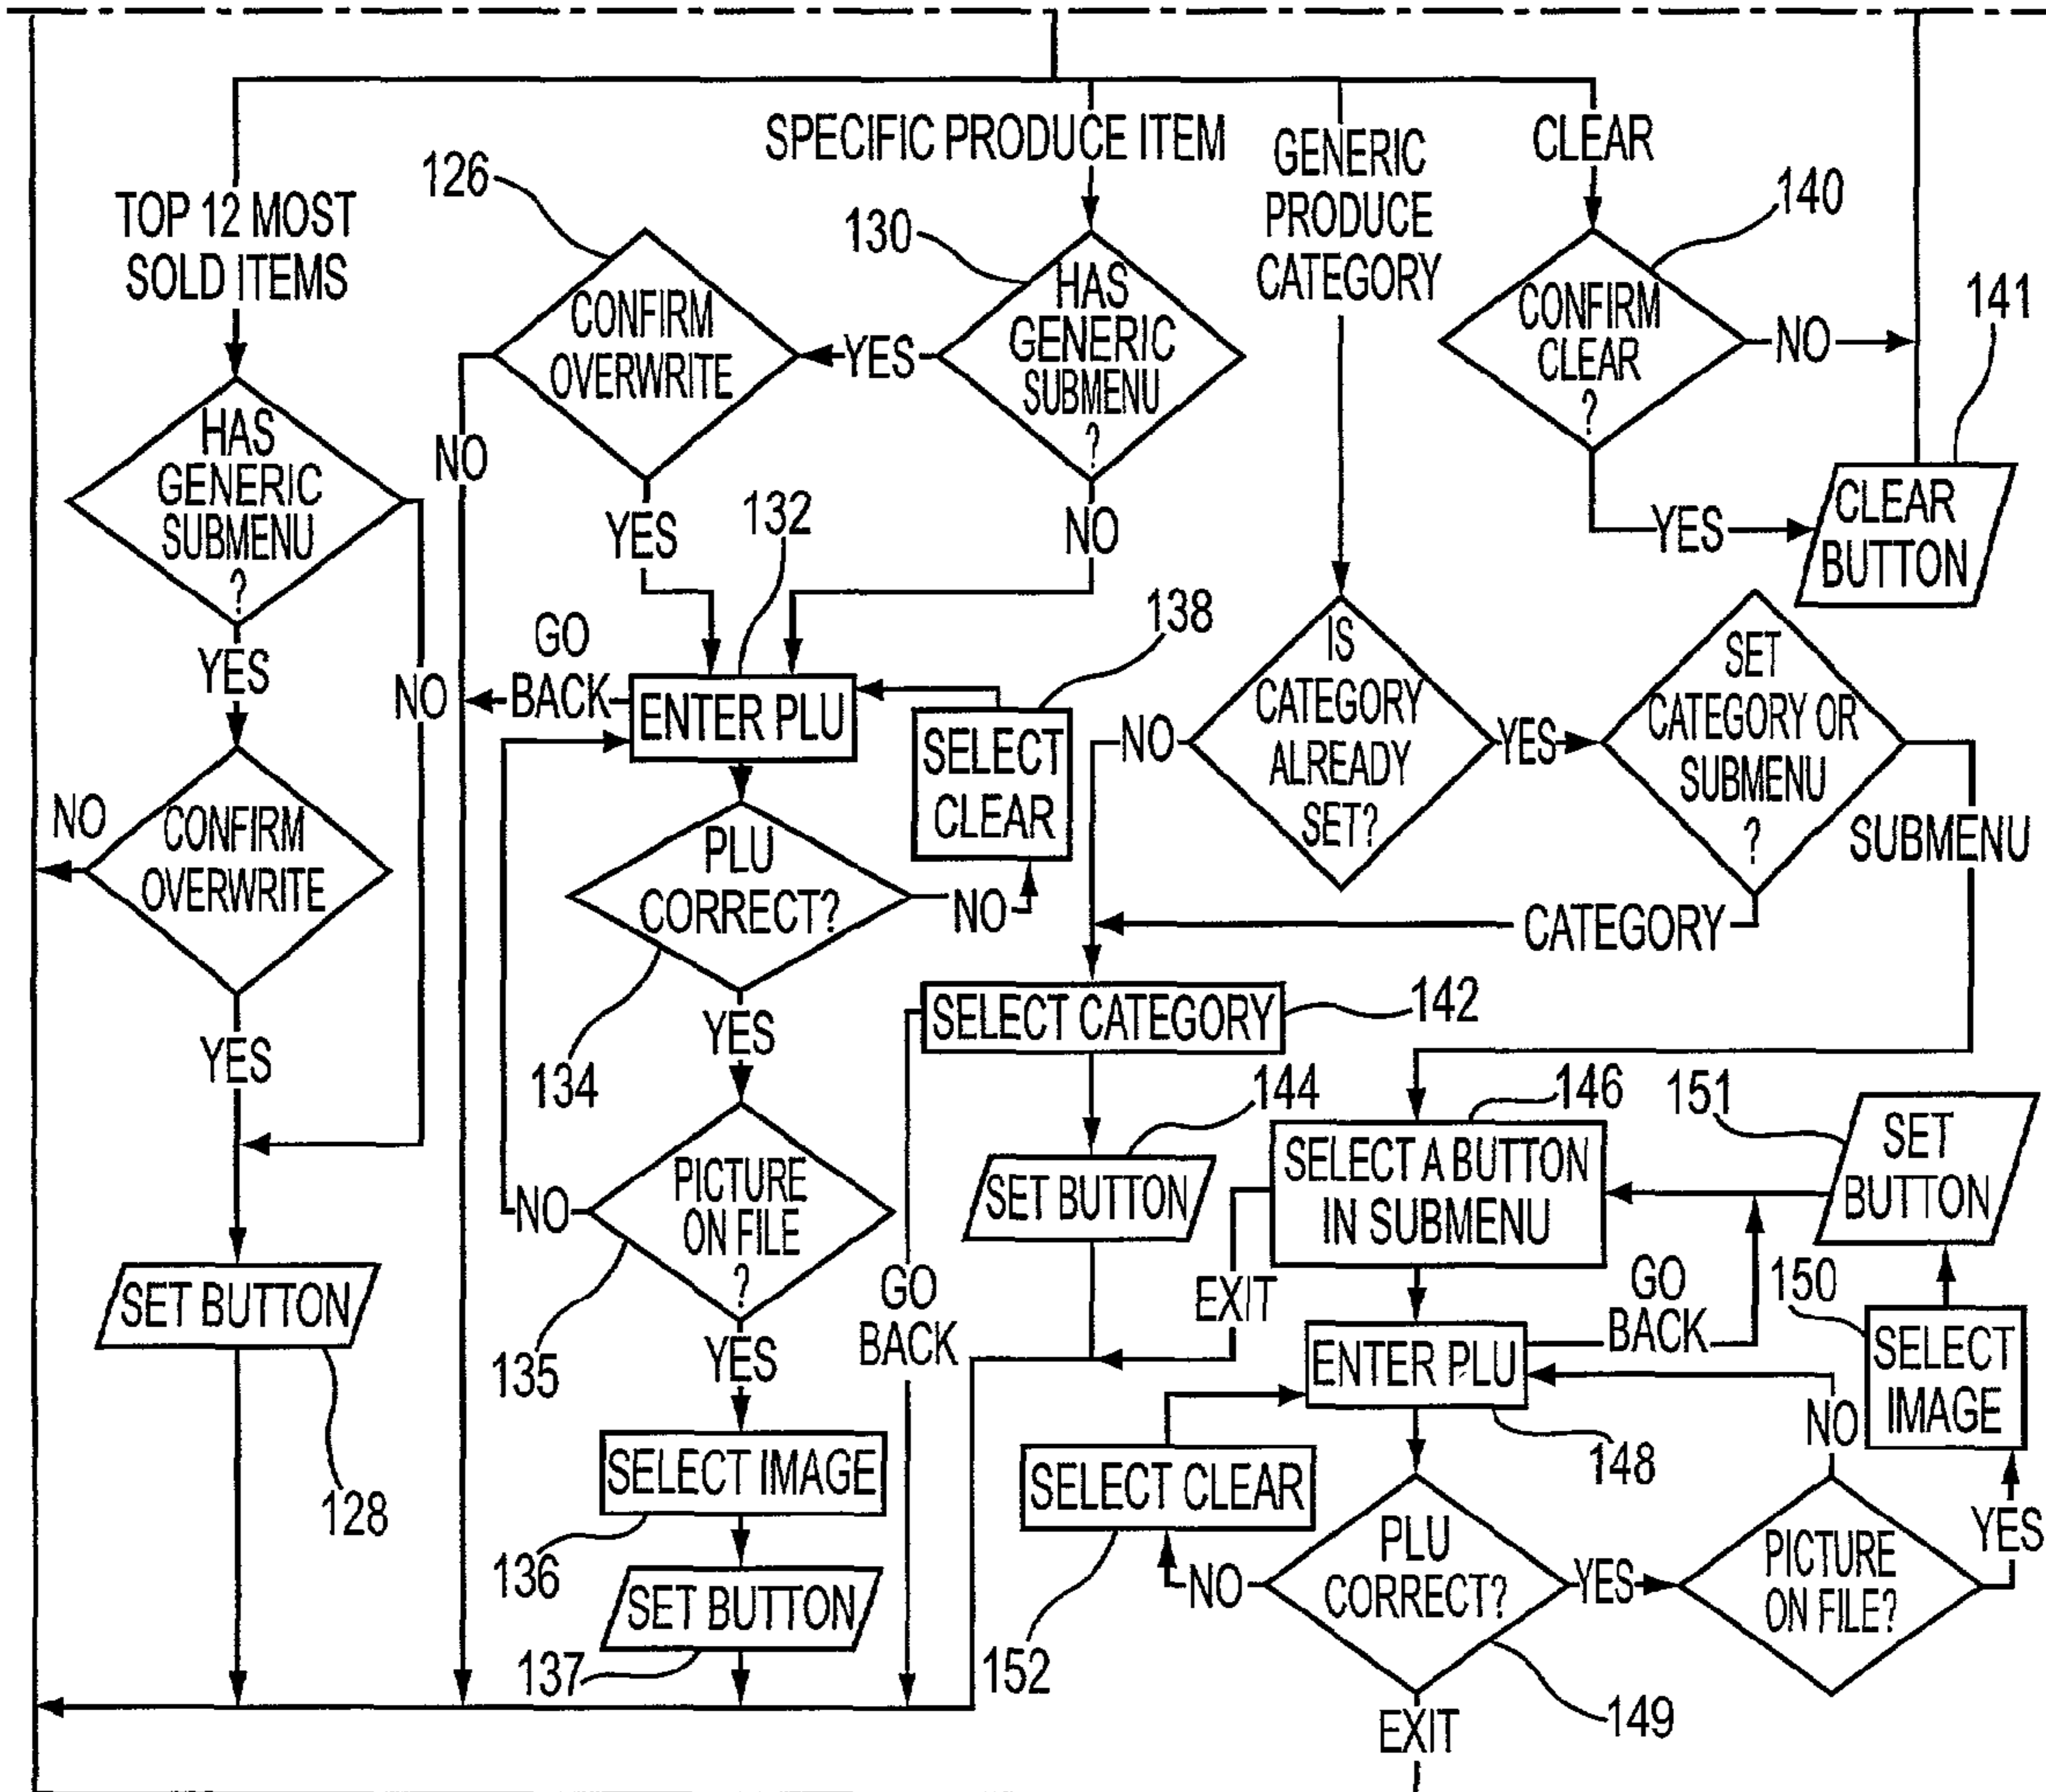 SPECIFIC PRODUCE ITEM
GENERIC
PRODUCE
CATEGORY
CLEAR
TOP 12 MOST
SOLD ITEMS
126
130
140
141
CONFIRM
OVERWRITE
YES
HAS
GENERIC
SUBMENU
?
CONFIRM
CLEAR
?
NO
HAS
GENERIC
SUBMENU
?
NO
YES
132
NO
YES
CLEAR
BUTTON
YES
NO
GO
BACK
ENTER PLU
138
SELECT
CLEAR
NO
IS
CATEGORY
ALREADY
SET?
YES
SET
CATEGORY OR
SUBMENU
?
SUBMENU
NO
CONFIRM
OVERWRITE
PLU
CORRECT?
NO
CATEGORY
YES
134
YES
SELECT CATEGORY
142
144
146
151
SET BUTTON
SELECT A BUTTON
IN SUBMENU
SET
BUTTON
NO
PICTURE
ON FILE
?
135
YES
GO
BACK
EXIT
GO
BACK
150
SET BUTTON
128
ENTER PLU
148
SELECT
IMAGE
NO
YES
SELECT IMAGE
136
SELECT CLEAR
152
NO
PLU
CORRECT?
YES
PICTURE
ON FILE?
SET BUTTON
137
149
EXIT